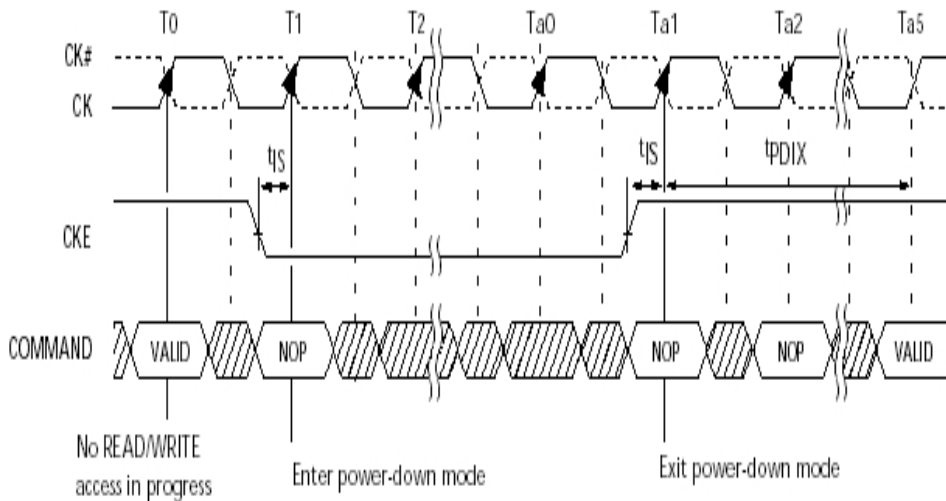 T0 T1 T2 Ta0 Ta1 Ta2 Ta5
CK#
CK
tIS tIS tPDIX
CKE
COMMAND VALID NOP NOP NOP VALID
No READ/WRITE
access in progress
Enter power-down mode
Exit power-down mode